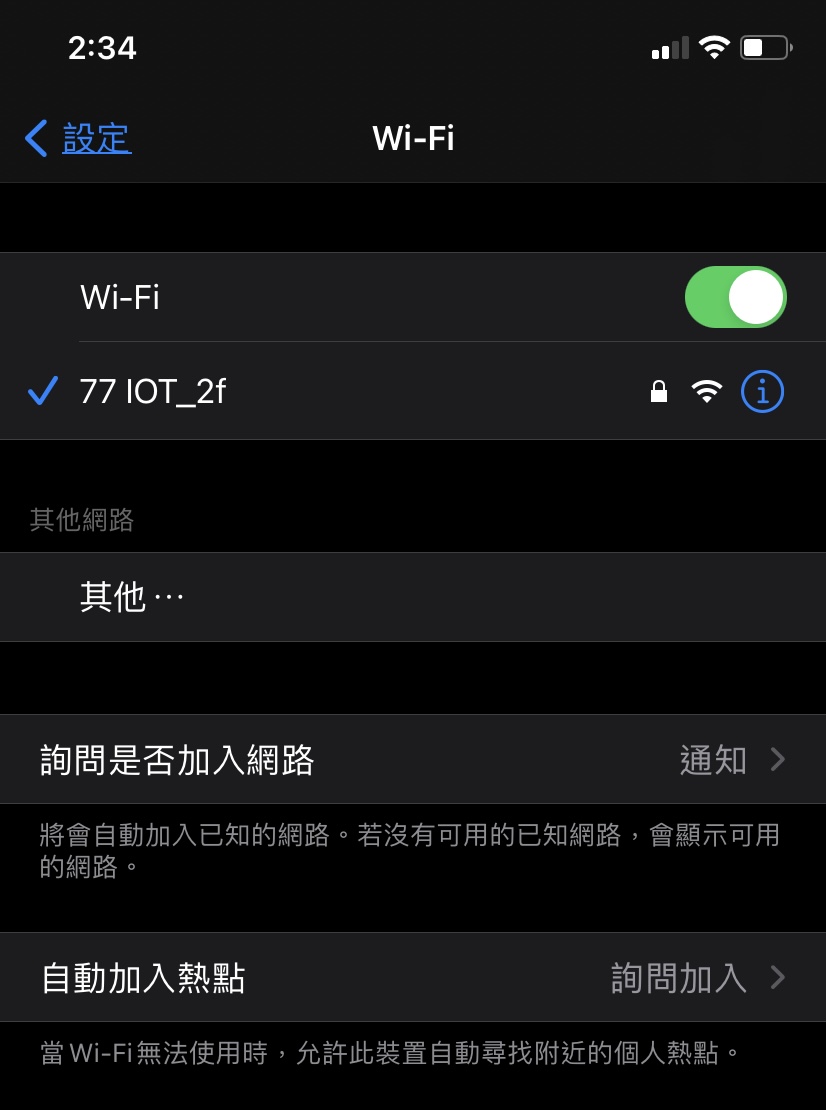 2:34
設定
Wi-Fi
Wi-Fi
77 IOT_2f
其他網路
其他⋯
詢問是否加入網路
通知
將會自動加入已知的網路。若沒有可用的已知網路，會顯示可用
的網路。
自動加入熱點
詢問加入
當 Wi-Fi 無法使用時，允許此裝置自動尋找附近的個人熱點。